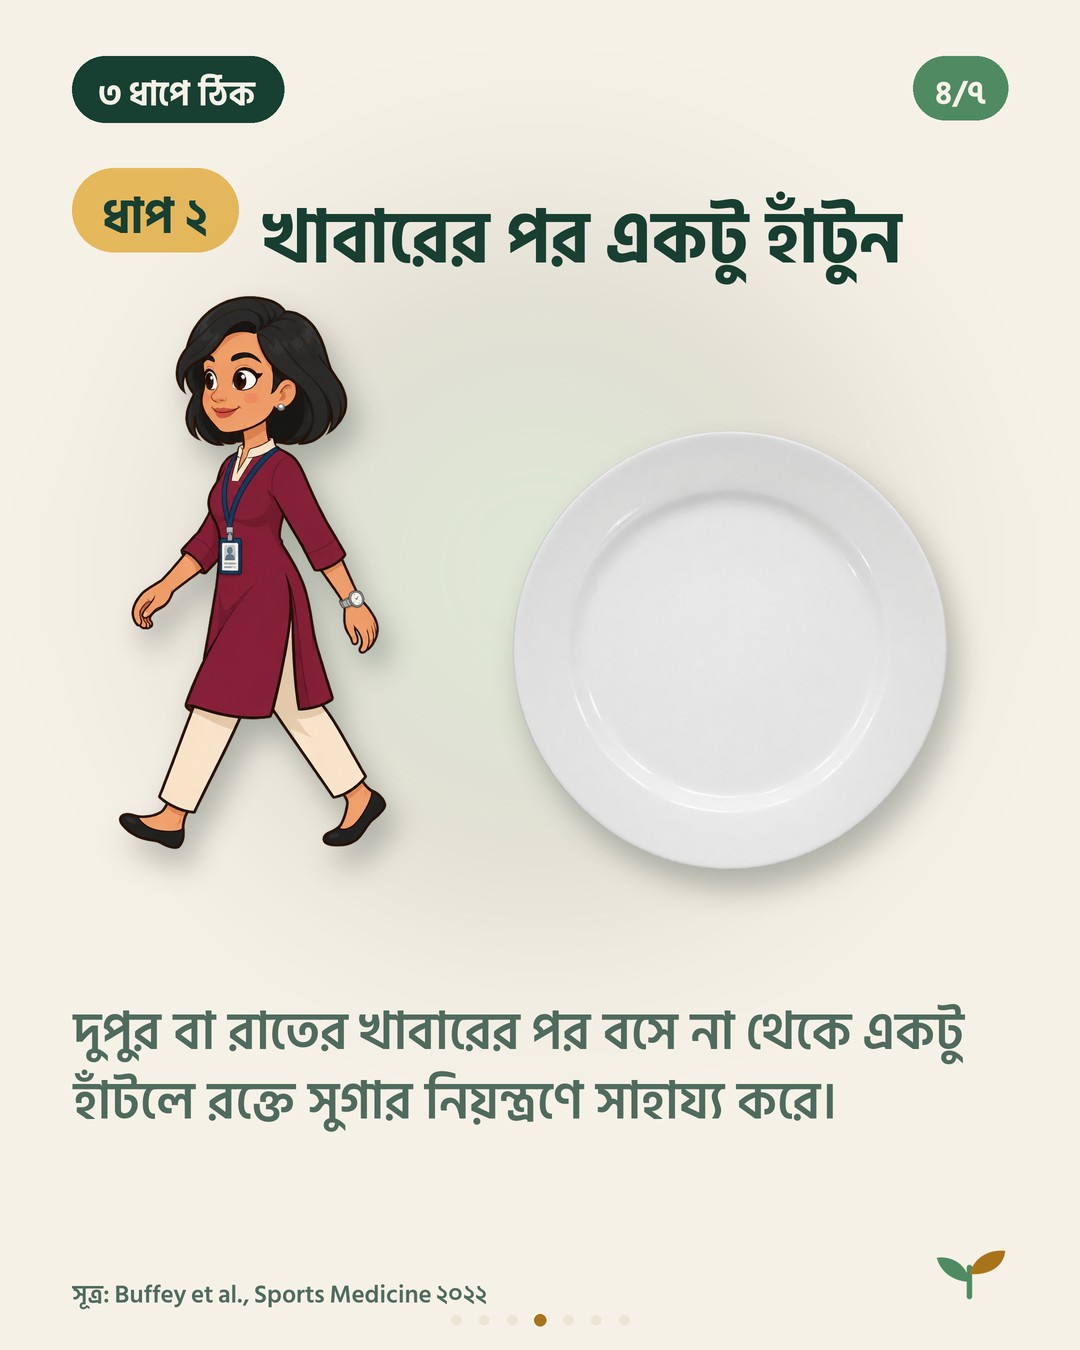 ৩ ধাপে ঠিক
৪/৭
ধাপ ২
খাবারের পর একটু হাঁটুন
দুপুর বা রাতের খাবারের পর বসে না থেকে একটু
হাঁটলে রক্তে সুগার নিয়ন্ত্রণে সাহায্য করে।
সূত্র: Buffey et al., Sports Medicine ২০২২